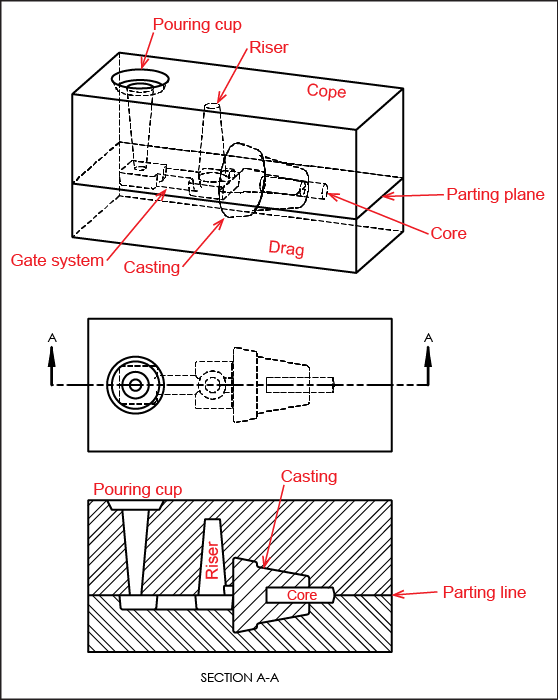 Pouring cup
Riser
Cope
Parting plane
Core
Gate system
Casting
Drag
A
A
Casting
Pouring cup
Riser
Core
Parting line
SECTION A-A